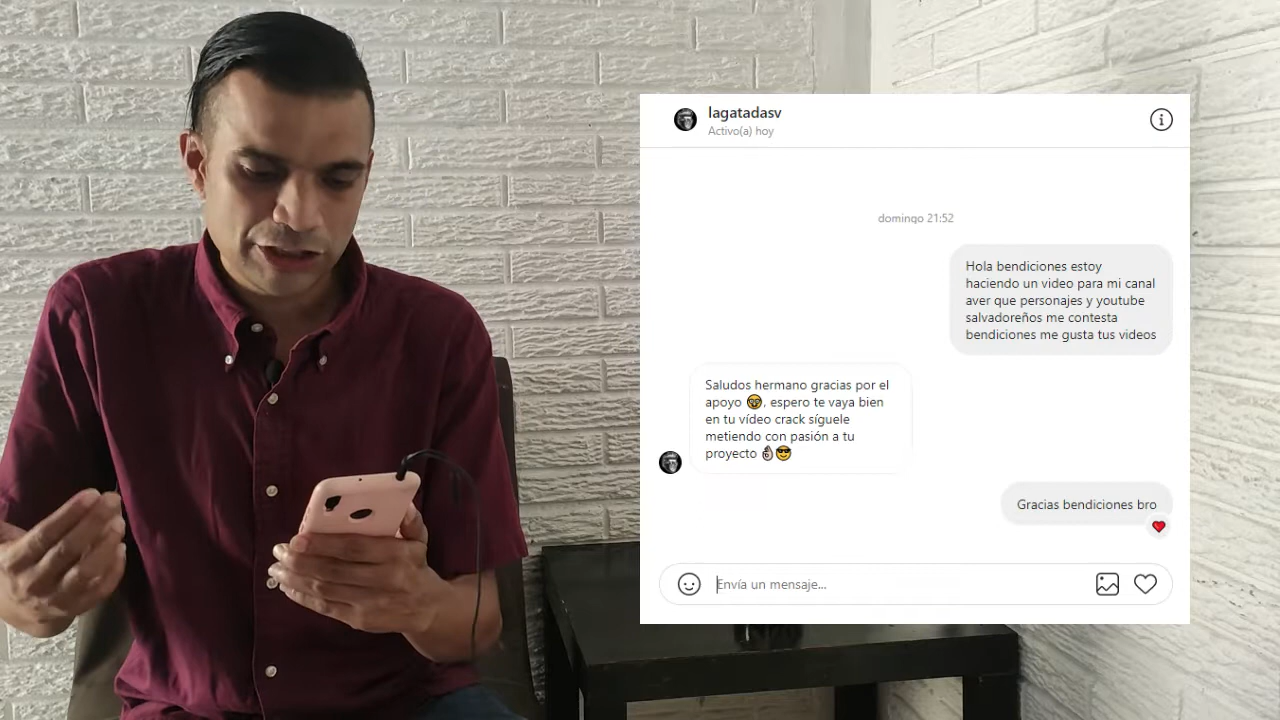 lagatadasv
Activo(a) hoy
domingo 21:52
Hola bendiciones estoy
haciendo un video para mi canal
aver que personajes y youtube
salvadoreños me contesta
bendiciones me gusta tus videos
Saludos hermano gracias por el
apoyo 🤓, espero te vaya bien
en tu vídeo crack síguele
metiendo con pasión a tu
proyecto 👌🏻😎
Gracias bendiciones bro
Envía un mensaje...